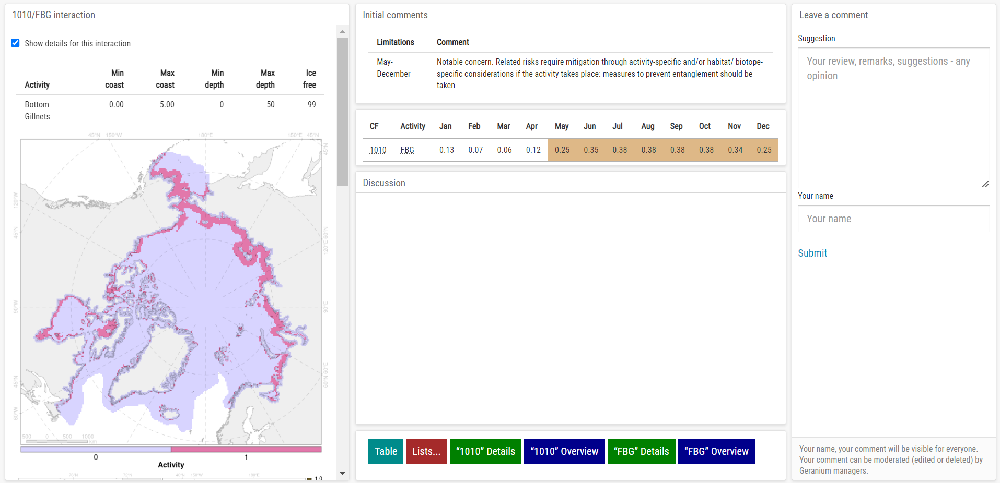 1010/FBG interaction
Show details for this interaction
Activity Min coast Max coast Min depth Max depth Ice free
Bottom Gillnets 0.00 5.00 0 50 99
45°N 150°W 180°E 150°E 45°N
45°N
120°W
45°N
60°N
120°E
90°W
90°E
60°E
60°N
45°N
60°W
500 0 500 1000
km
0 1
Activity
76°N 72°N 40°N 150°W 180°E
1.0
Initial comments
Limitations Comment
May-December Notable concern. Related risks require mitigation through activity-specific and/or habitat/ biotope-
specific considerations if the activity takes place: measures to prevent entanglement should be
taken
CF Activity Jan Feb Mar Apr May Jun Jul Aug Sep Oct Nov Dec
1010 FBG 0.13 0.07 0.06 0.12 0.25 0.35 0.38 0.38 0.38 0.38 0.34 0.25
Discussion
Table Lists... “1010” Details “1010” Overview “FBG” Details “FBG” Overview
Leave a comment
Suggestion
Your review, remarks, suggestions - any
opinion
Your name
Your name
Submit
Your name, your comment will be visible for everyone.
Your comment can be moderated (edited or deleted) by
Geranium managers.